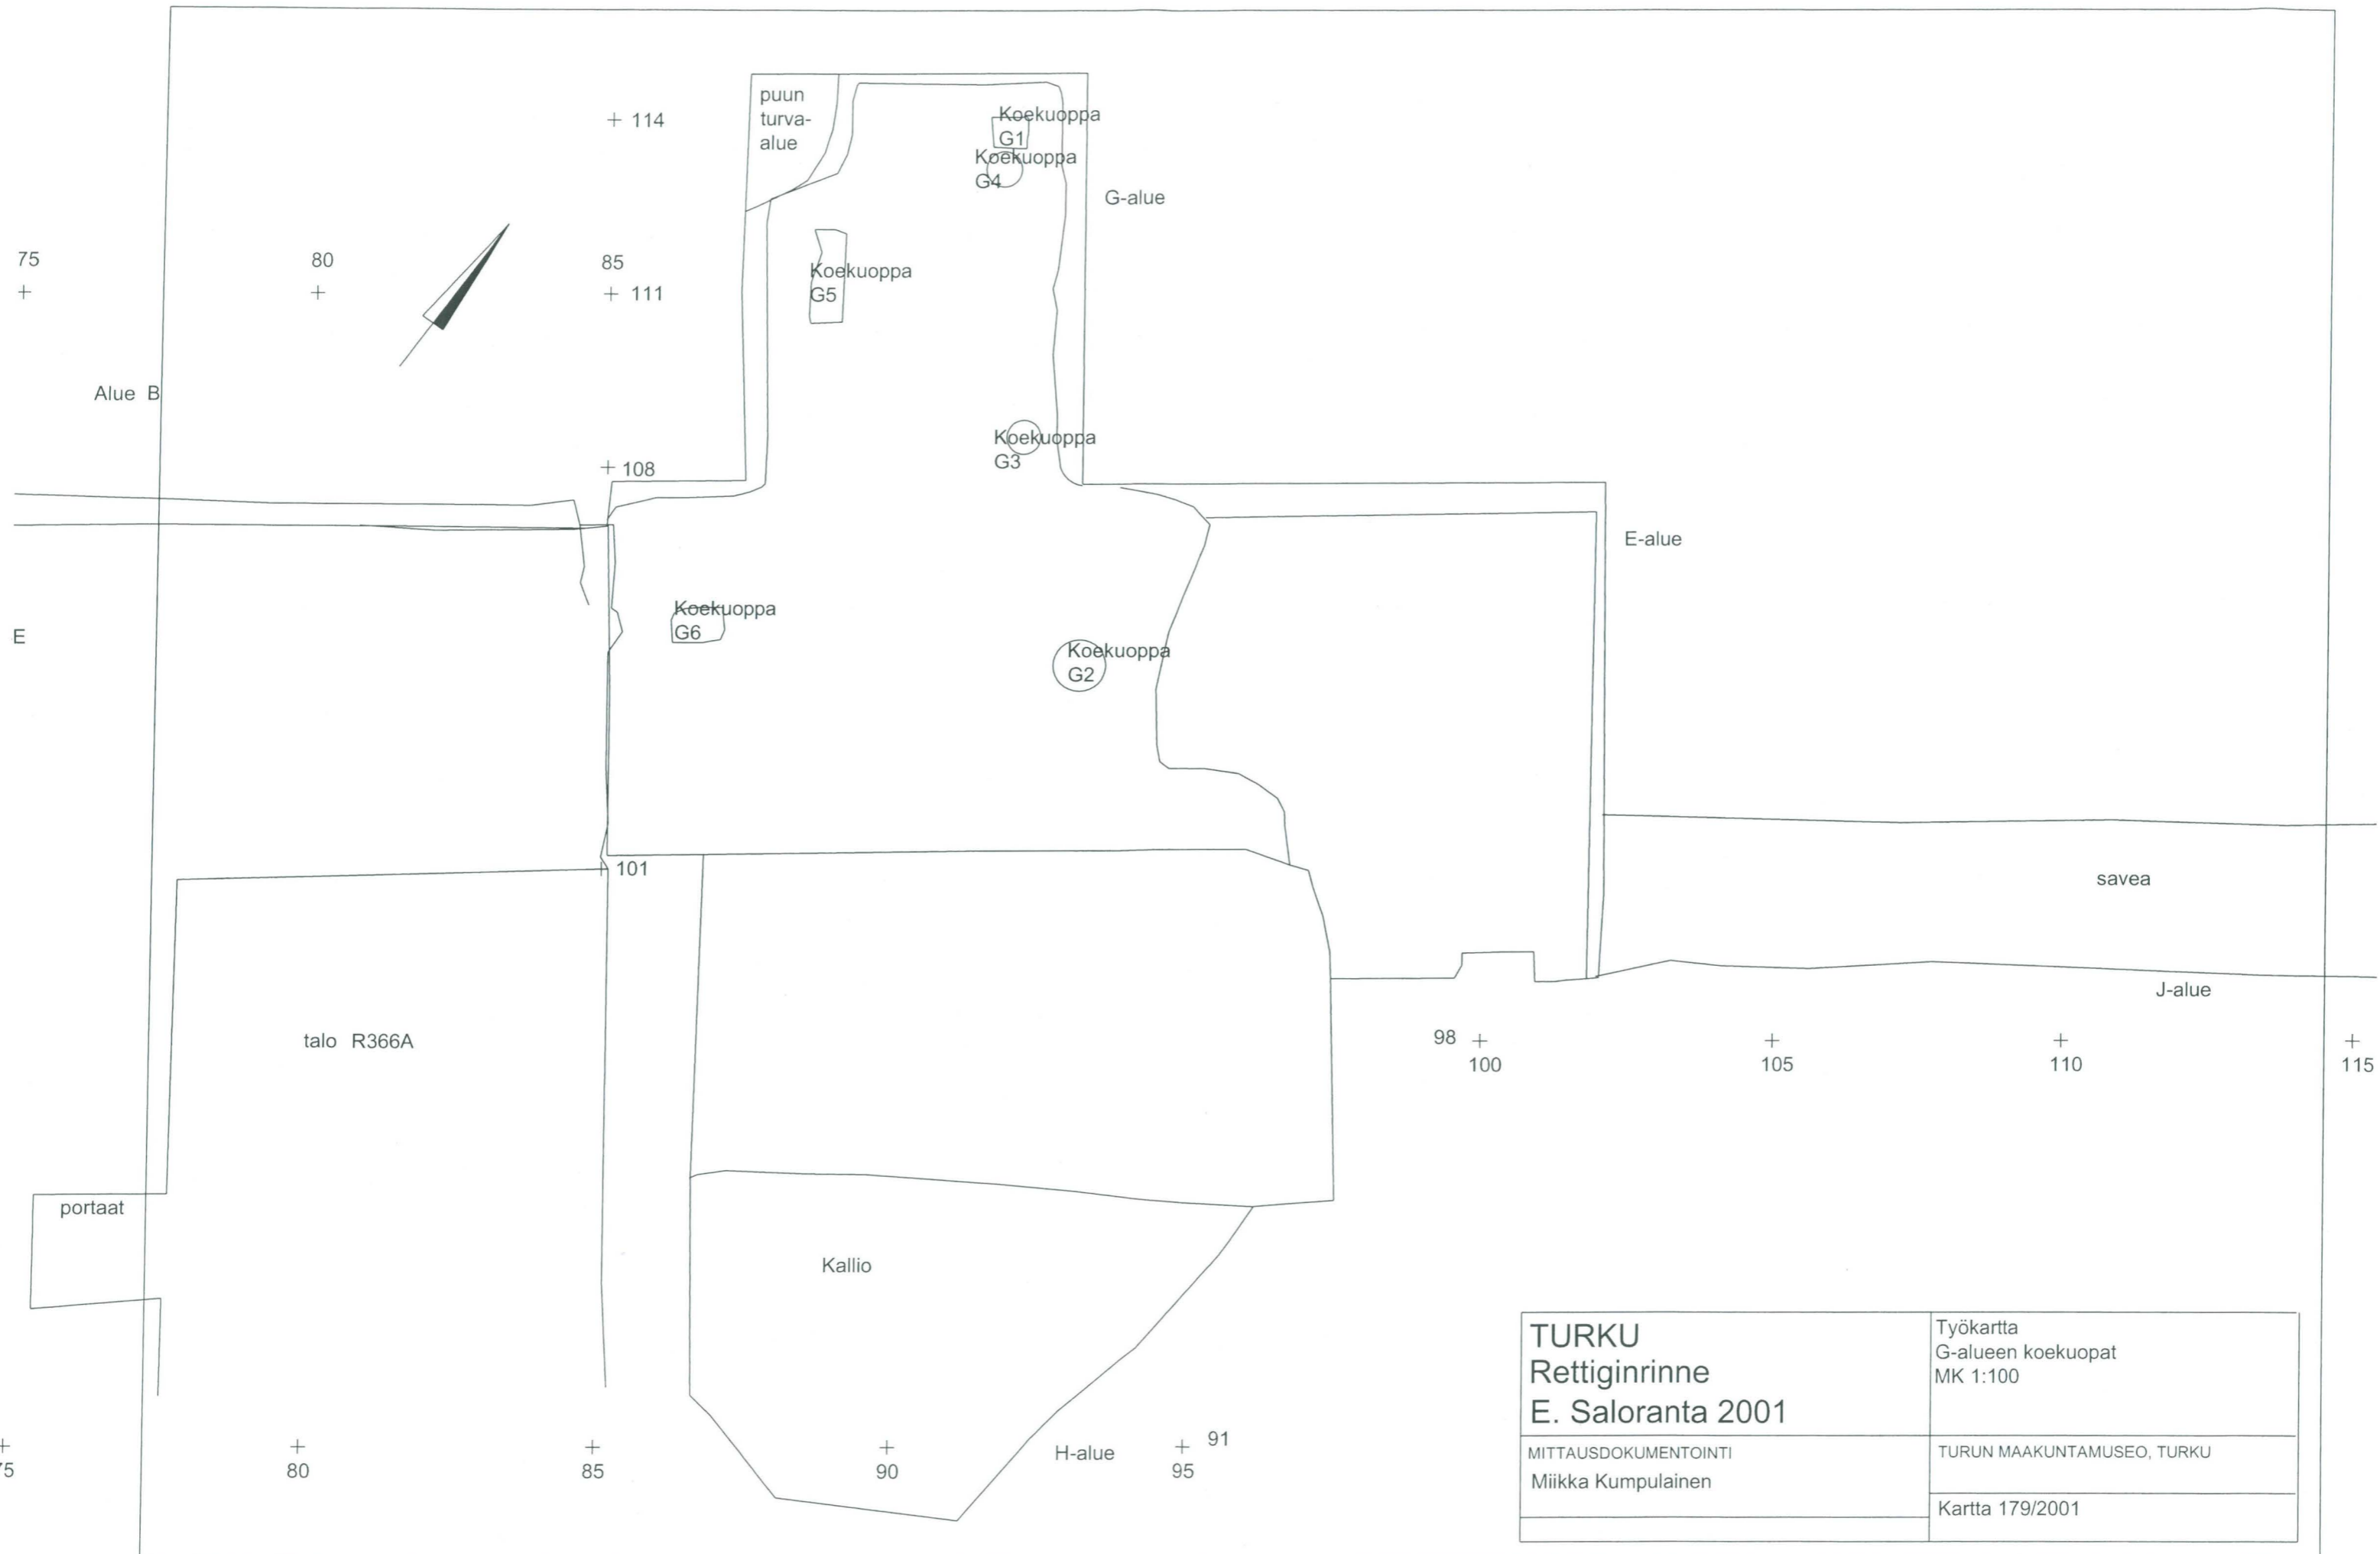 puun
turva-
alue
114
Koekuoppa
G1
Koekuoppa
G4
G-alue
75
80
85
111
Koekuoppa
G5
Alue B
Koekuoppa
G3
108
E-alue
E
Koekuoppa
G6
Koekuoppa
G2
101
savea
J-alue
talo R366A
98
100
105
110
115
portaat
Kallio
75
80
85
90
H-alue
95
91
TURKU
Rettiginrinne
E. Saloranta 2001
Työkartta
G-alueen koekuopat
MK 1:100
MITTAUSDOKUMENTOINTI
Miikka Kumpulainen
TURUN MAAKUNTAMUSEO, TURKU
Kartta 179/2001